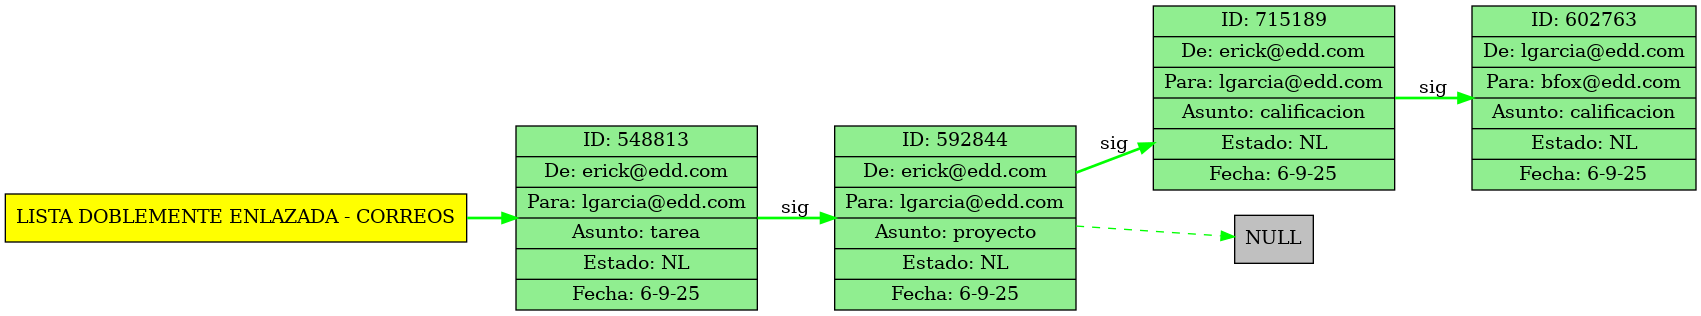 LISTA DOBLEMENTE ENLAZADA - CORREOS
ID: 548813
De: erick@edd.com
Para: lgarcia@edd.com
Asunto: tarea
Estado: NL
Fecha: 6-9-25
sig
ID: 592844
De: erick@edd.com
Para: lgarcia@edd.com
Asunto: proyecto
Estado: NL
Fecha: 6-9-25
sig
ID: 715189
De: erick@edd.com
Para: lgarcia@edd.com
Asunto: calificacion
Estado: NL
Fecha: 6-9-25
sig
ID: 602763
De: lgarcia@edd.com
Para: bfox@edd.com
Asunto: calificacion
Estado: NL
Fecha: 6-9-25
NULL